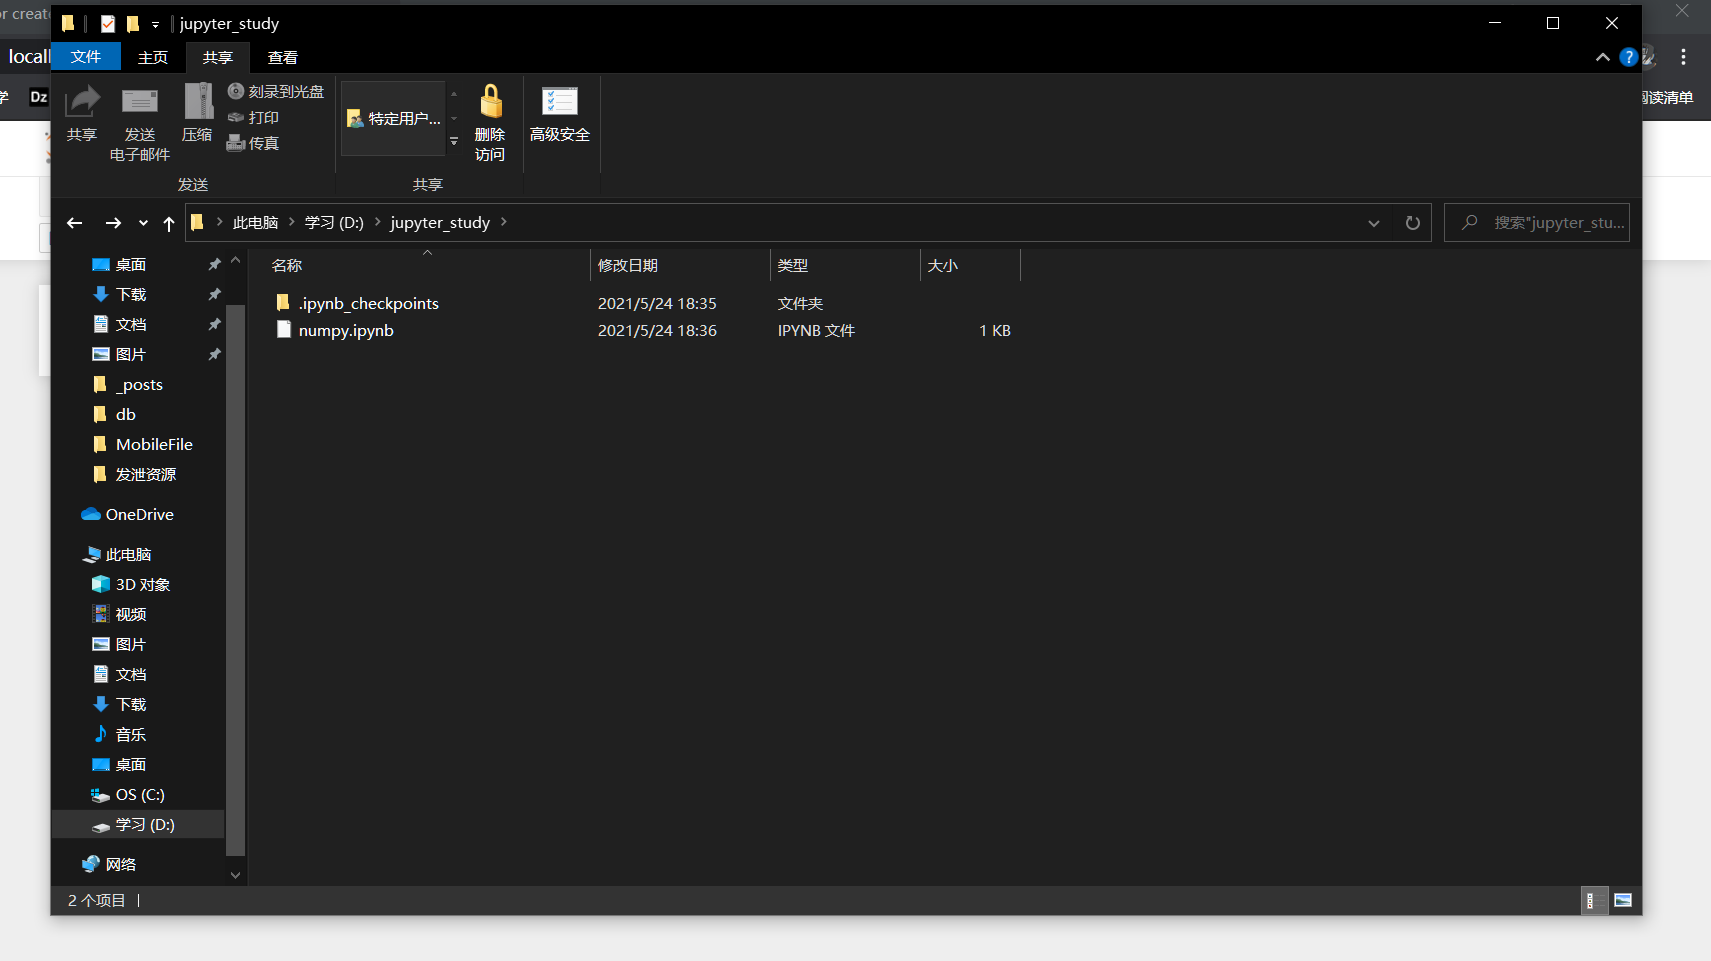 or create
jupyter_study
locall
文件 主页 共享 查看
学 Dz
阅读清单
共享
发送
电子邮件
压缩
刻录到光盘
打印
传真
发送
特定用户...
删除
访问
共享
高级安全
此电脑 学习 (D:) jupyter_study
搜索"jupyter_stu...
名称 修改日期 类型 大小
.ipynb_checkpoints 2021/5/24 18:35 文件夹
numpy.ipynb 2021/5/24 18:36 IPYNB 文件 1 KB
桌面
下载
文档
图片
_posts
db
MobileFile
发泄资源
OneDrive
此电脑
3D 对象
视频
图片
文档
下载
音乐
桌面
OS (C:)
学习 (D:)
网络
2 个项目